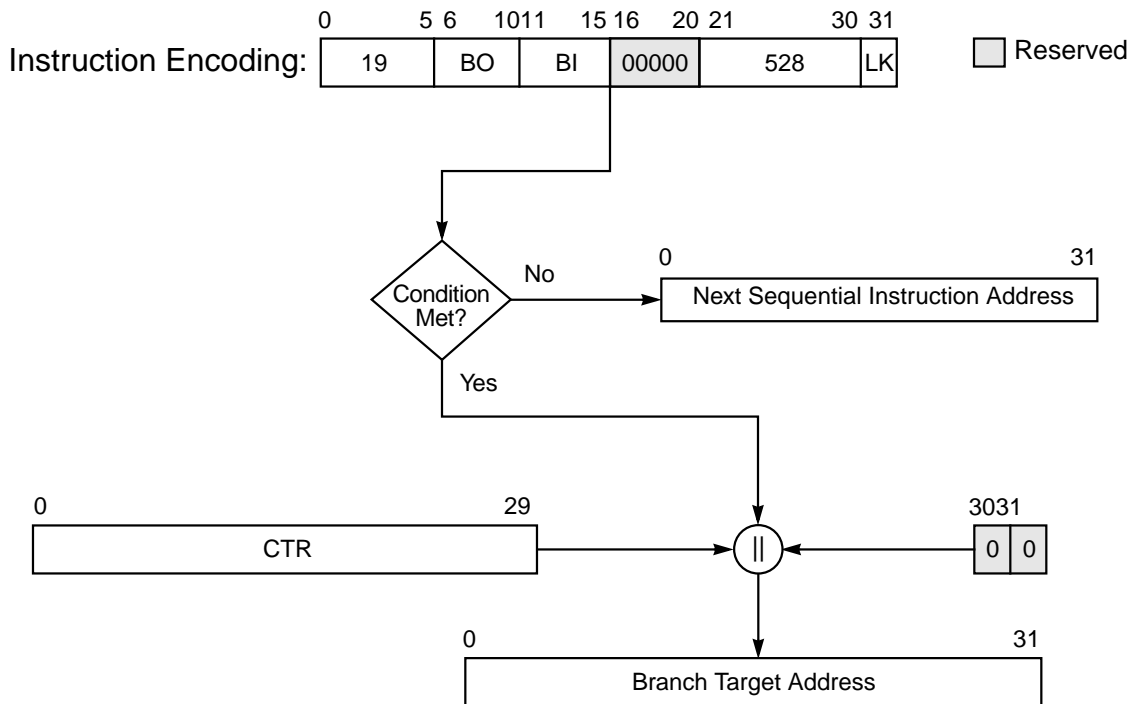 0 5 6 10 11 15 16 20 21 30 31
Instruction Encoding: 19 BO BI 00000 528 LK Reserved
0 31
No
Condition
Met?
Next Sequential Instruction Address
Yes
0 29 30 31
CTR || 0 0
0 31
Branch Target Address